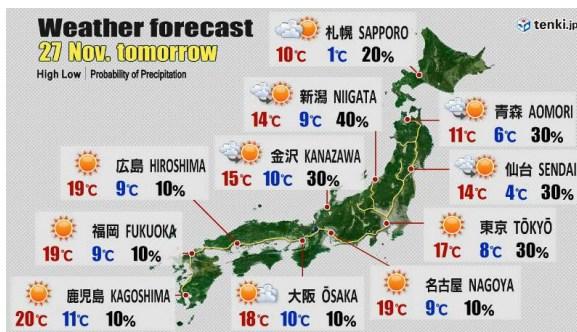 Weather forecast
27 Nov. tomorrow
High Low | Probability of Precipitation
tenki.jp
札幌 SAPPORO
10℃ 1℃ 20%
新潟 NIIGATA
14℃ 9℃ 40%
青森 AOMORI
11℃ 6℃ 30%
金沢 KANAZAWA
15℃ 10℃ 30%
仙台 SENDAI
14℃ 4℃ 30%
広島 HIROSHIMA
19℃ 9℃ 10%
東京 TŌKYŌ
17℃ 8℃ 30%
福岡 FUKUOKA
19℃ 9℃ 10%
名古屋 NAGOYA
19℃ 9℃ 10%
鹿児島 KAGOSHIMA
20℃ 11℃ 10%
大阪 ŌSAKA
18℃ 10℃ 10%